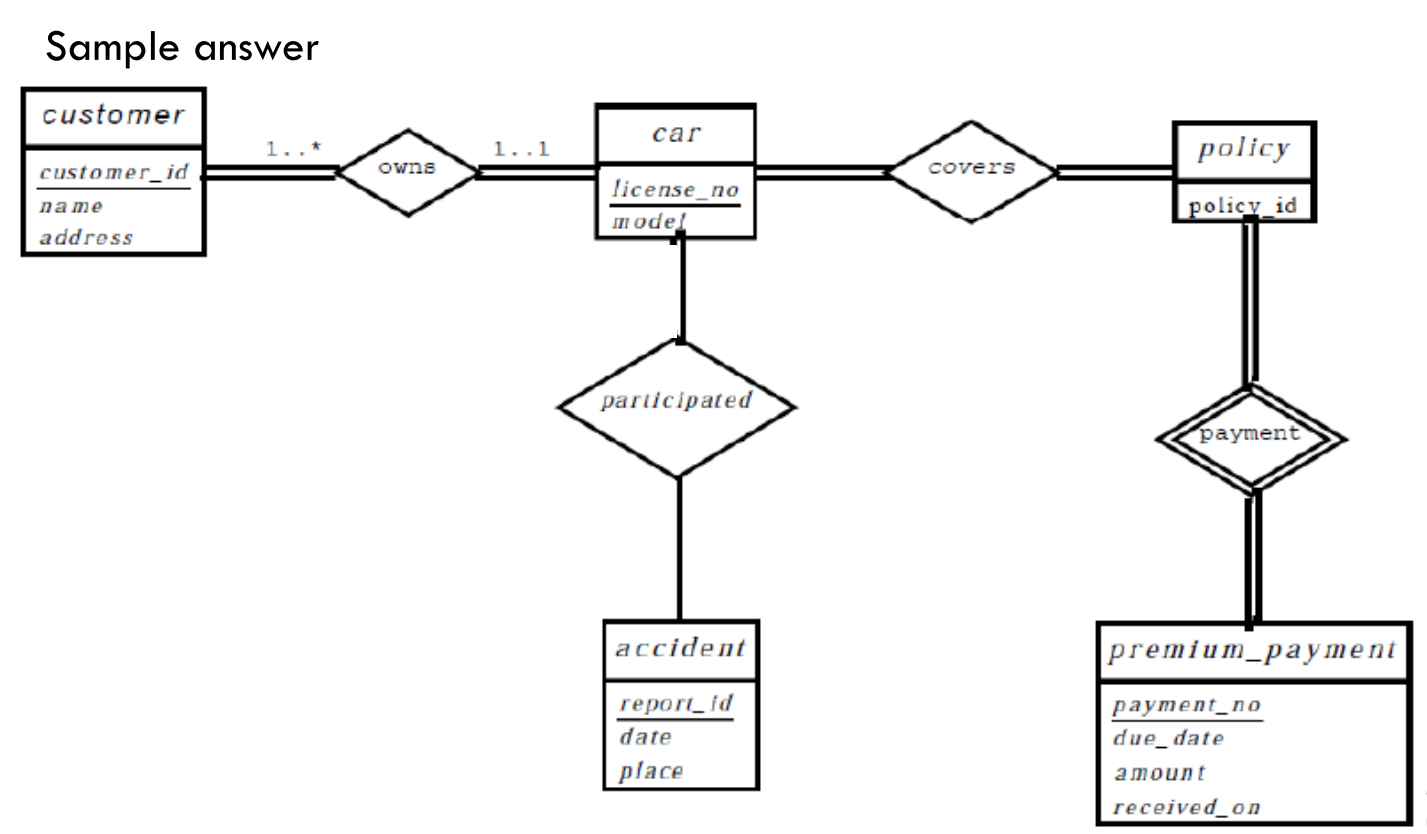 Sample answer
customer
customer_id
name
address
1..*
owns
1..1
car
license_no
model
covers
policy
policy_id
participated
payment
accident
report_id
date
place
premium_payment
payment_no
due_date
amount
received_on